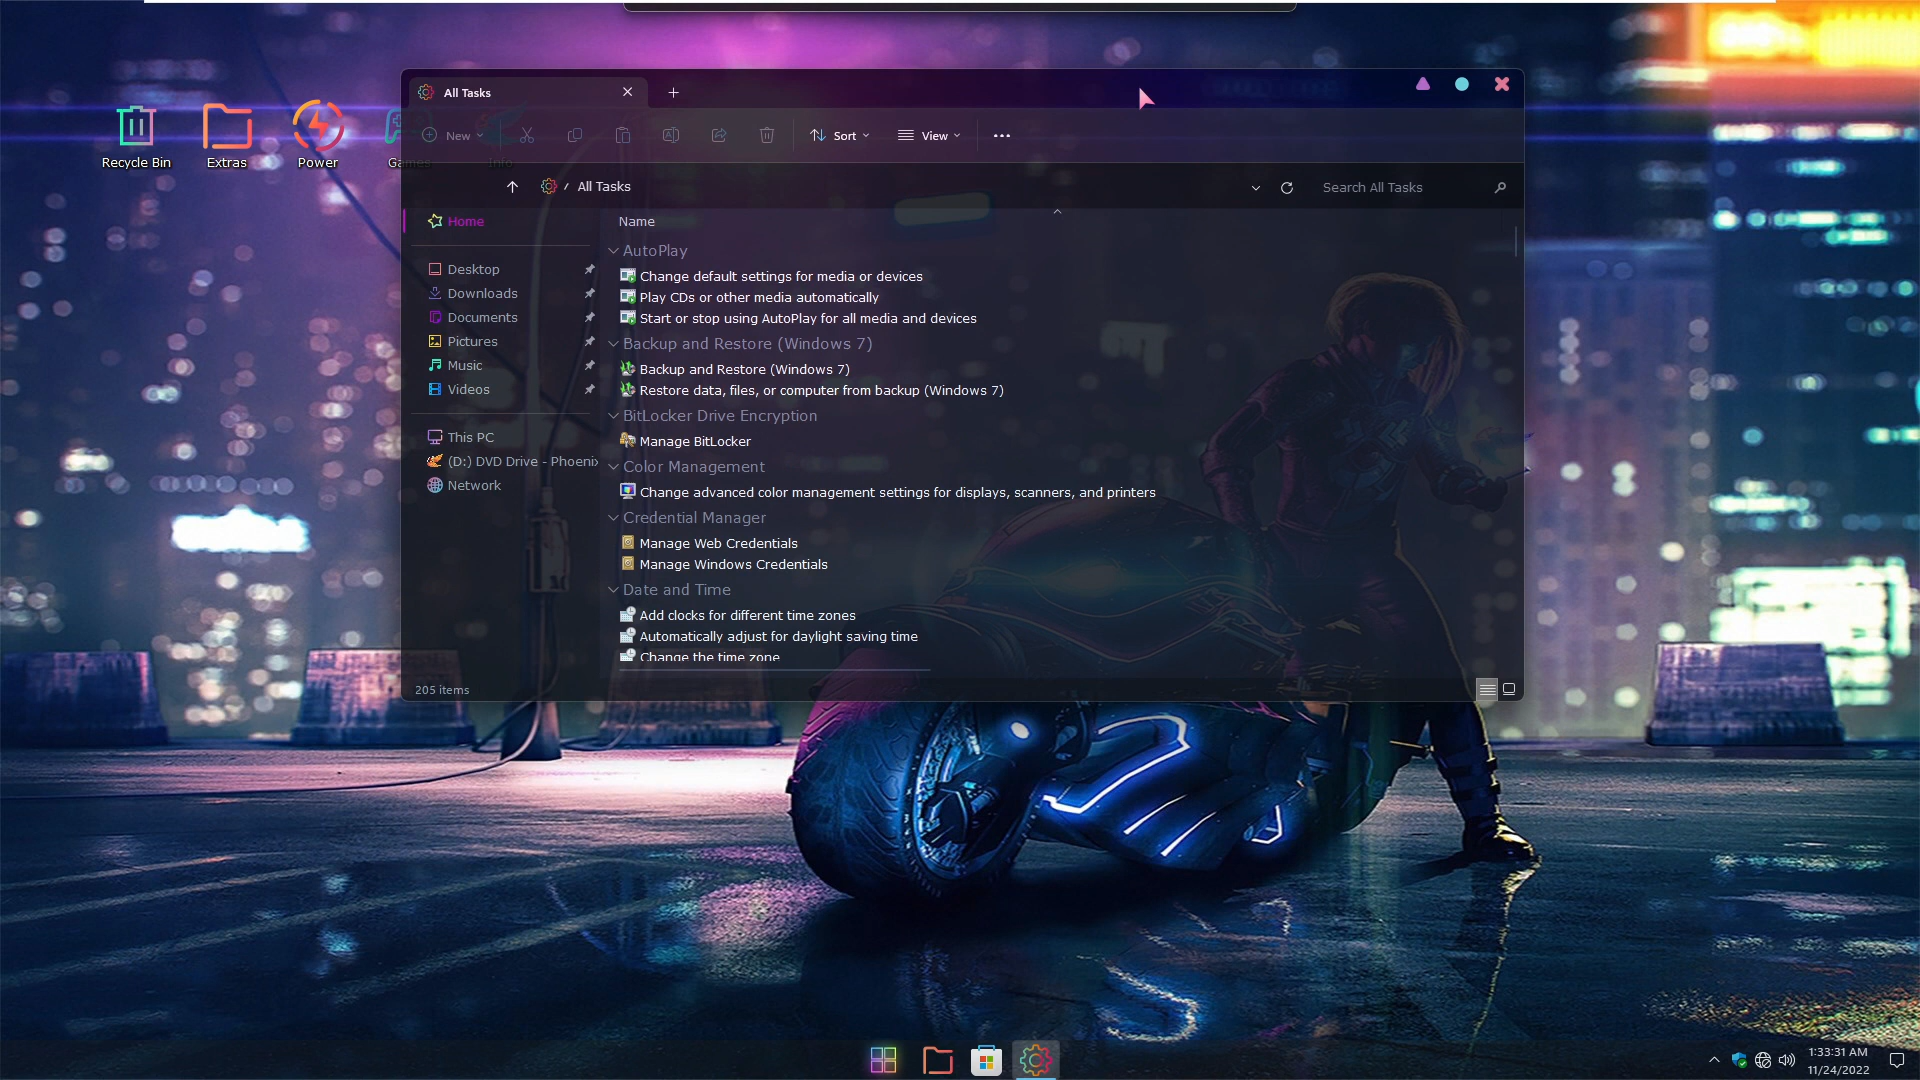 All Tasks
New
Sort
View
Recycle Bin
Extras
Power
Games
Info
/ All Tasks
Search All Tasks
Home
Name
AutoPlay
Desktop
Change default settings for media or devices
Downloads
Play CDs or other media automatically
Documents
Start or stop using AutoPlay for all media and devices
Pictures
Backup and Restore (Windows 7)
Music
Backup and Restore (Windows 7)
Videos
Restore data, files, or computer from backup (Windows 7)
BitLocker Drive Encryption
This PC
Manage BitLocker
(D:) DVD Drive - Phoenix
Color Management
Network
Change advanced color management settings for displays, scanners, and printers
Credential Manager
Manage Web Credentials
Manage Windows Credentials
Date and Time
Add clocks for different time zones
Automatically adjust for daylight saving time
Change the time zone
205 items
1:33:31 AM
11/24/2022